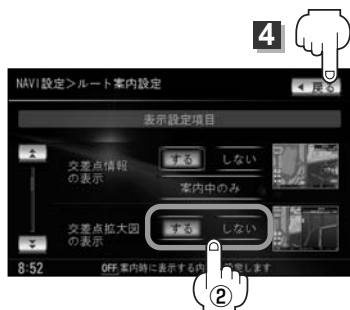 4
NAVI設定>ルート案内設定
戻る
表示設定項目
交差点情報
の表示
する しない
案内中のみ
交差点拡大図
の表示
する しない
②
8:52 OFF 案内時に表示する内 設定します